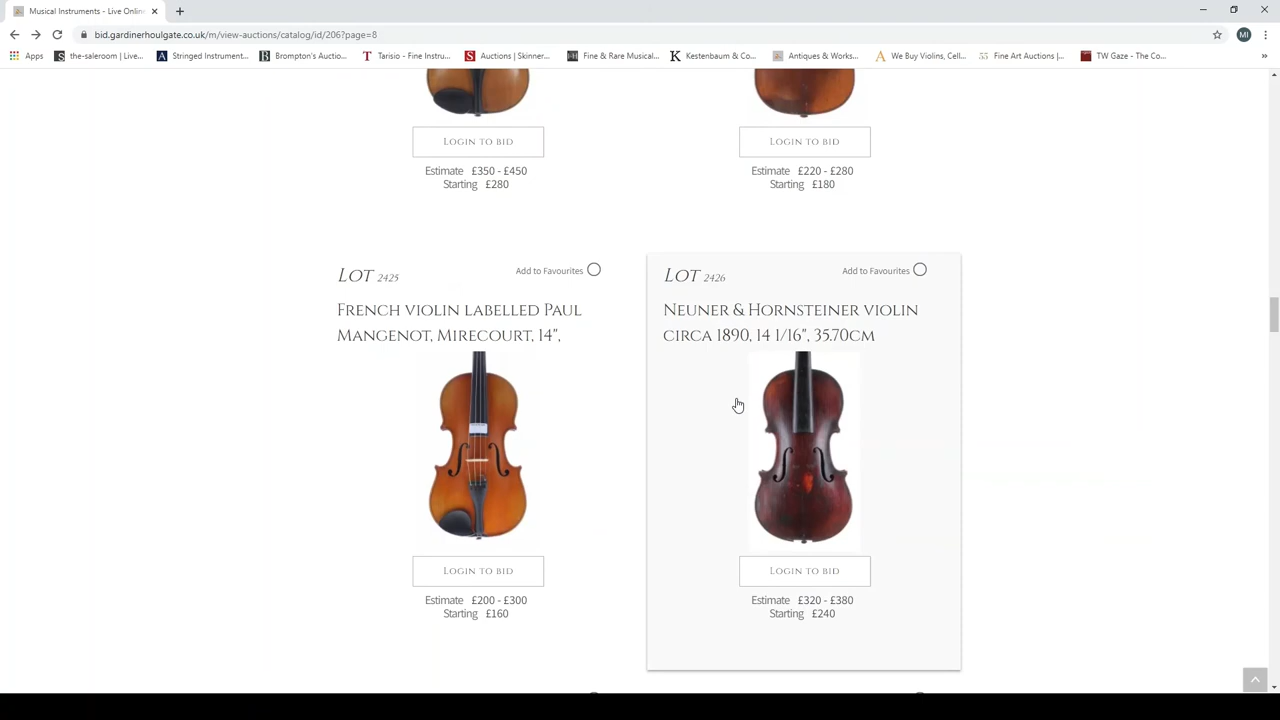 Musical Instruments - Live Onlin
bid.gardinerhoulgate.co.uk/m/view-auctions/catalog/id/206?page=8
MI
Apps the-saleroom | Live... Stringed Instrument... Brompton's Auctio... Tarisio - Fine Instru... Auctions | Skinner... Fine & Rare Musical... Kestenbaum & Co... Antiques & Works... We Buy Violins, Cell... Fine Art Auctions |... TW Gaze - The Co... »
Login to bid Login to bid
Estimate £350 - £450 Estimate £220 - £280
Starting £280 Starting £180
Lot 2425 Add to Favourites
French violin labelled Paul
Mangenot, Mirecourt, 14",
Login to bid
Estimate £200 - £300
Starting £160
Lot 2426 Add to Favourites
Neuner & Hornsteiner violin
circa 1890, 14 1/16", 35.70cm
Login to bid
Estimate £320 - £380
Starting £240